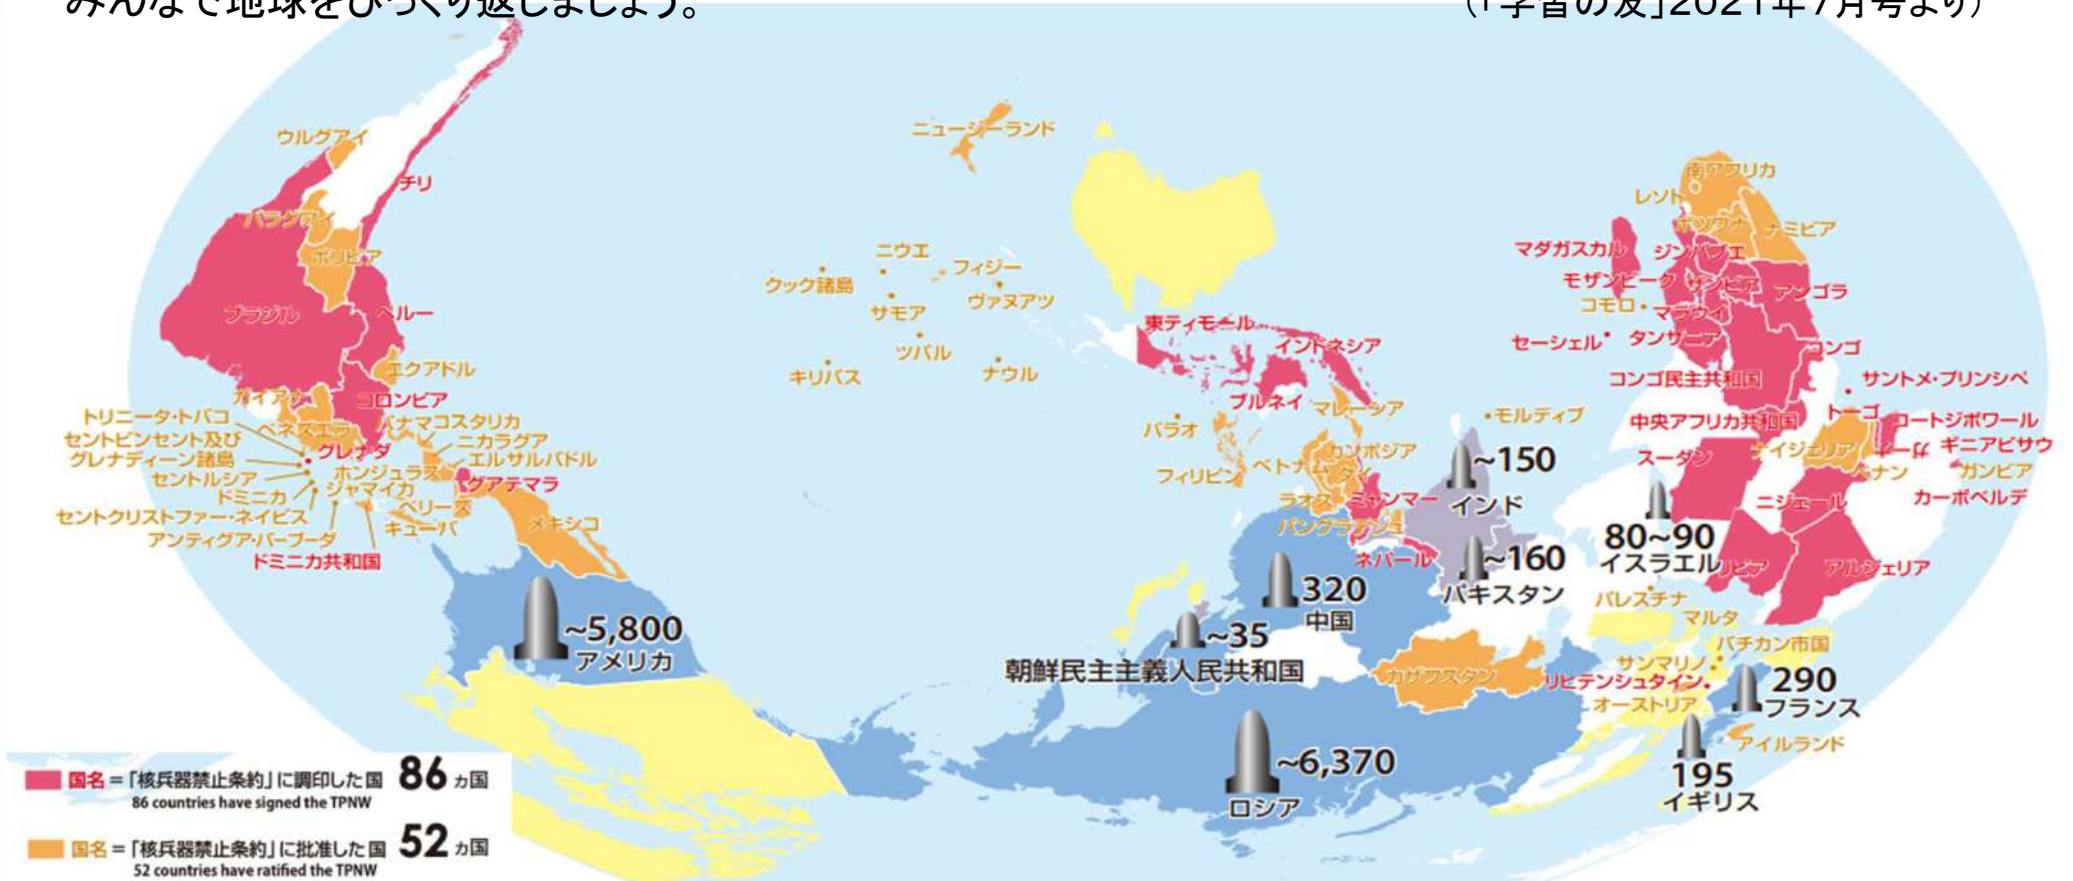 みんなで地球をひっくり返しましょう。
(「学習の友」2021年7月号より)
ウルグアイ
チリ
パラグアイ
ボリビア
ブラジル
ペルー
エクアドル
ガイアナ
コロンビア
トリニータ・トバコ
パナマコスタリカ
セントビンセント及び
グレナディーン諸島
ベネズエラ
グレナダ
ニカラグア
エルサルバドル
セントルシア
ホンジュラス
グアテマラ
ドミニカ
ジャマイカ
ベリーズ
セントクリストファー・ネイビス
キューバ
メキシコ
アンティグア・バーブーダ
ドミニカ共和国
~5,800
アメリカ
ニュージーランド
ニウエ
フィジー
クック諸島
サモア
ヴァヌアツ
ツバル
キリバス
ナウル
東ティモール
インドネシア
ブルネイ
マレーシア
パラオ
モルディブ
フィリピン
ベトナム
カンボジア
タイ
ラオス
ミャンマー
バングラデシュ
ネパール
~150
インド
~160
パキスタン
320
中国
~35
朝鮮民主主義人民共和国
カザフスタン
~6,370
ロシア
南アフリカ
レソト
ボツワナ
ナミビア
マダガスカル
ジンバブエ
モザンビーク
ザンビア
アンゴラ
コモロ
マラウイ
セーシェル
タンザニア
コンゴ
コンゴ民主共和国
サントメ・プリンシペ
中央アフリカ共和国
トーゴ
コートジボワール
スーダン
ナイジェリア
ガーナ
ギニアビサウ
ベナン
ガンビア
ニジェール
カーボベルデ
80~90
イスラエル
リビア
アルジェリア
パレスチナ
マルタ
バチカン市国
サンマリノ
リヒテンシュタイン
オーストリア
290
フランス
アイルランド
195
イギリス
国名=「核兵器禁止条約」に調印した国 86ヵ国
86 countries have signed the TPNW
国名=「核兵器禁止条約」に批准した国 52ヵ国
52 countries have ratified the TPNW